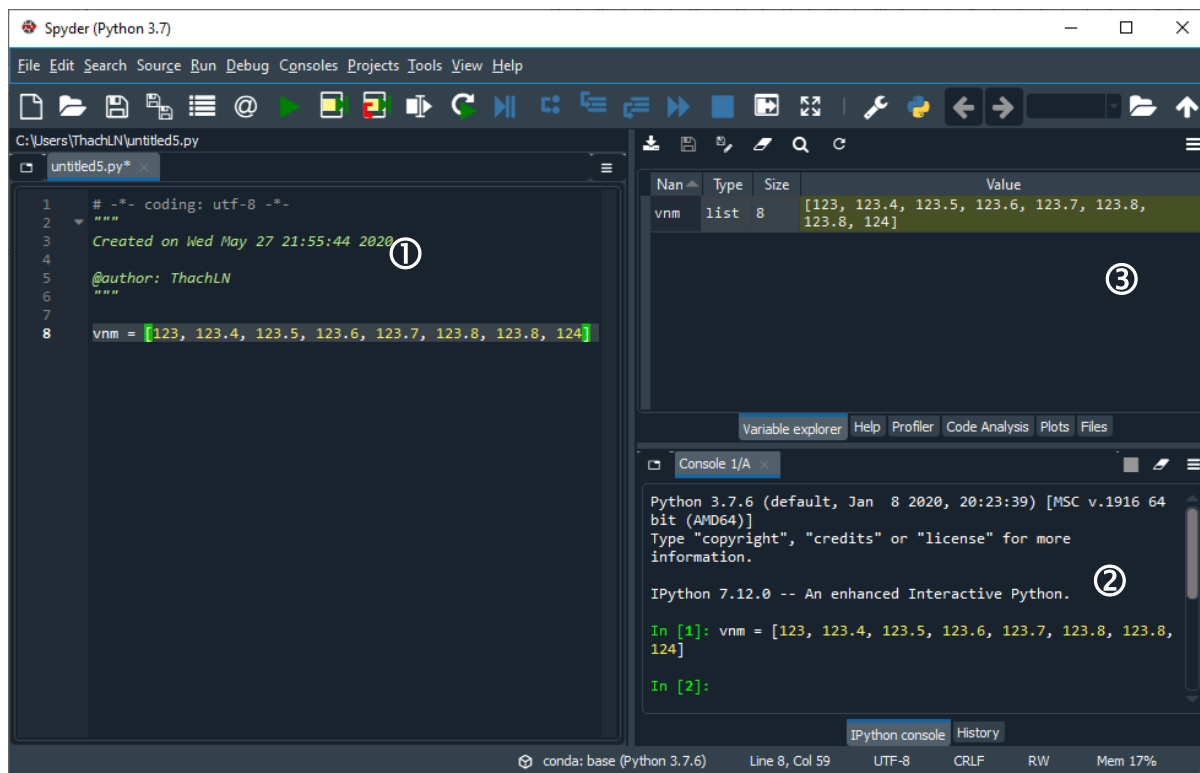 Spyder (Python 3.7)
File Edit Search Source Run Debug Consoles Projects Tools View Help
C:\Users\ThachLN\untitled5.py
untitled5.py*
1 # -*- coding: utf-8 -*-
2 """
3 Created on Wed May 27 21:55:44 2020
4
5 @author: ThachLN
6 """
7
8 vnm = [123, 123.4, 123.5, 123.6, 123.7, 123.8, 123.8, 124]
①
Nan Type Size Value
vnm list 8 [123, 123.4, 123.5, 123.6, 123.7, 123.8,
123.8, 124]
③
Variable explorer Help Profiler Code Analysis Plots Files
Console 1/A
Python 3.7.6 (default, Jan  8 2020, 20:23:39) [MSC v.1916 64
bit (AMD64)]
Type "copyright", "credits" or "license" for more
information.
IPython 7.12.0 -- An enhanced Interactive Python.
②
In [1]: vnm = [123, 123.4, 123.5, 123.6, 123.7, 123.8, 123.8,
124]
In [2]:
IPython console History
conda: base (Python 3.7.6) Line 8, Col 59 UTF-8 CRLF RW Mem 17%